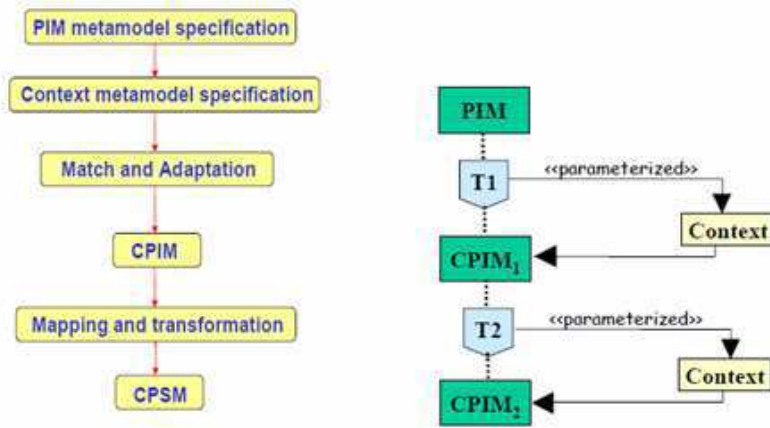 PIM metamodel specification
Context metamodel specification
Match and Adaptation
CPIM
Mapping and transformation
CPSM
PIM
T1
<<parameterized>>
Context
CPIM₁
T2
<<parameterized>>
Context
CPIM₂